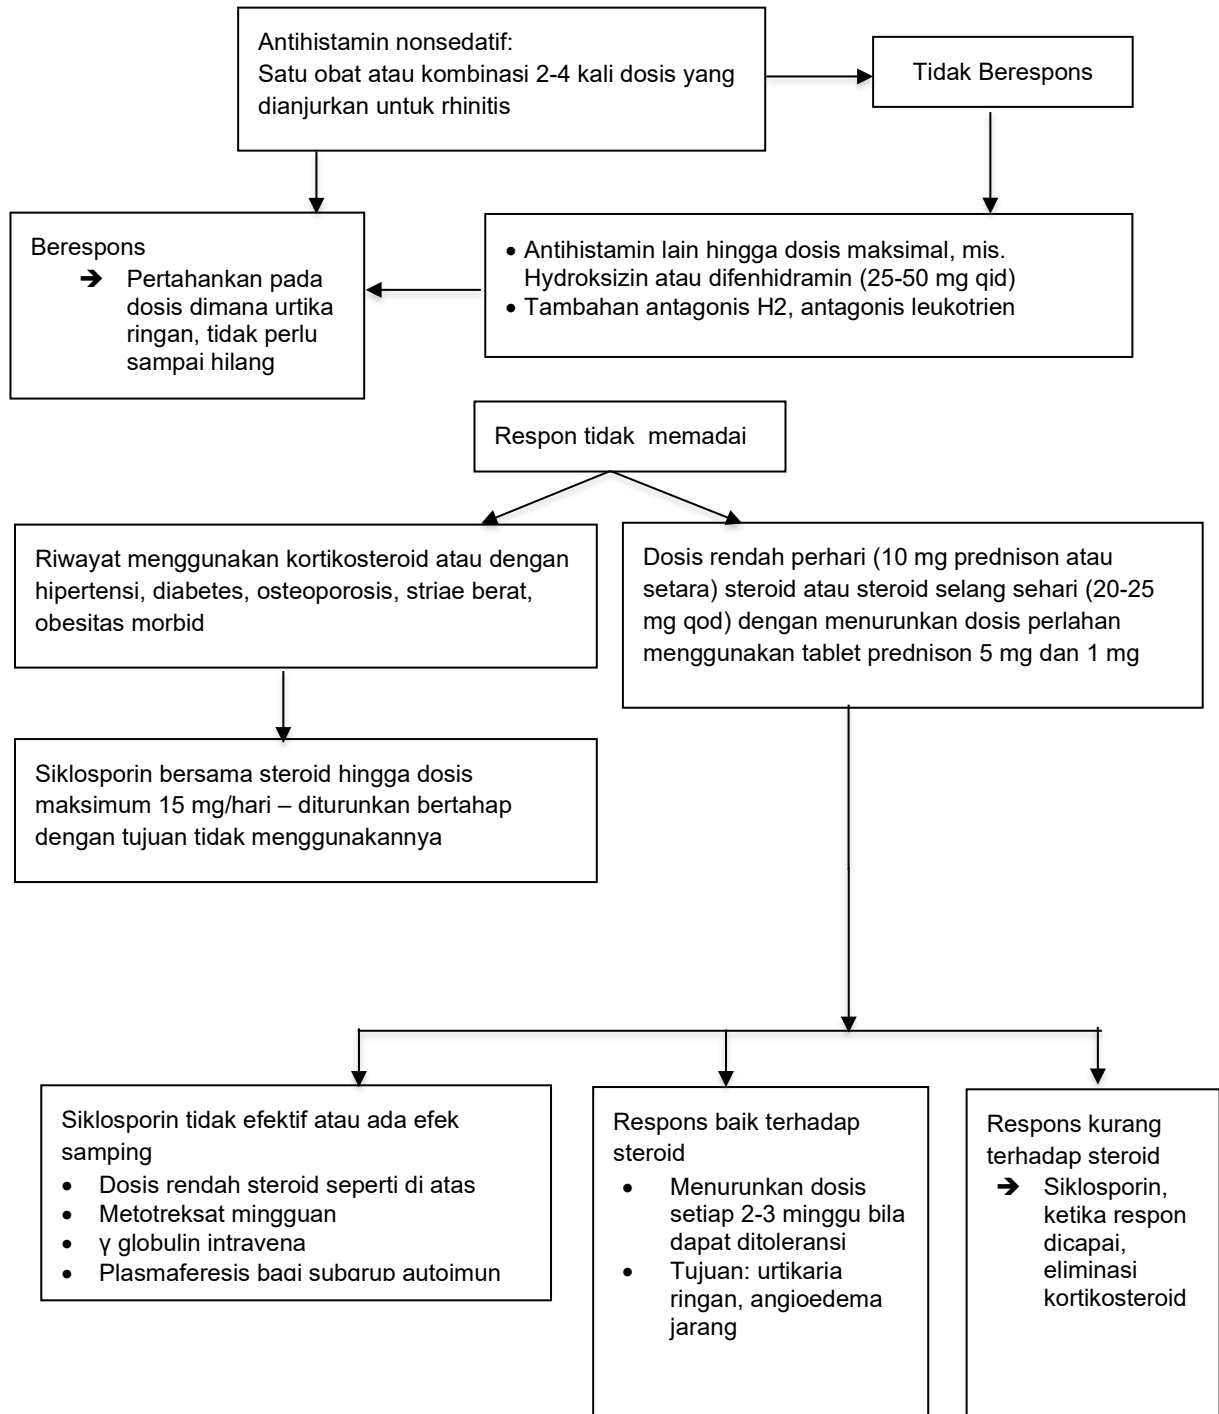 Antihistamin nonsedatif:
Satu obat atau kombinasi 2-4 kali dosis yang
dianjurkan untuk rhinitis
Tidak Berespons
Berespons
➔ Pertahankan pada
dosis dimana urtika
ringan, tidak perlu
sampai hilang
• Antihistamin lain hingga dosis maksimal, mis.
Hydroksizin atau difenhidramin (25-50 mg qid)
• Tambahan antagonis H2, antagonis leukotrien
Respon tidak memadai
Riwayat menggunakan kortikosteroid atau dengan
hipertensi, diabetes, osteoporosis, striae berat,
obesitas morbid
Dosis rendah perhari (10 mg prednison atau
setara) steroid atau steroid selang sehari (20-25
mg qod) dengan menurunkan dosis perlahan
menggunakan tablet prednison 5 mg dan 1 mg
Siklosporin bersama steroid hingga dosis
maksimum 15 mg/hari – diturunkan bertahap
dengan tujuan tidak menggunakannya
Siklosporin tidak efektif atau ada efek
samping
• Dosis rendah steroid seperti di atas
• Metotreksat mingguan
• γ globulin intravena
• Plasmaferesis bagi subgrup autoimun
Respons baik terhadap
steroid
• Menurunkan dosis
setiap 2-3 minggu bila
dapat ditoleransi
• Tujuan: urtikaria
ringan, angioedema
jarang
Respons kurang
terhadap steroid
➔ Siklosporin,
ketika respon
dicapai,
eliminasi
kortikosteroid